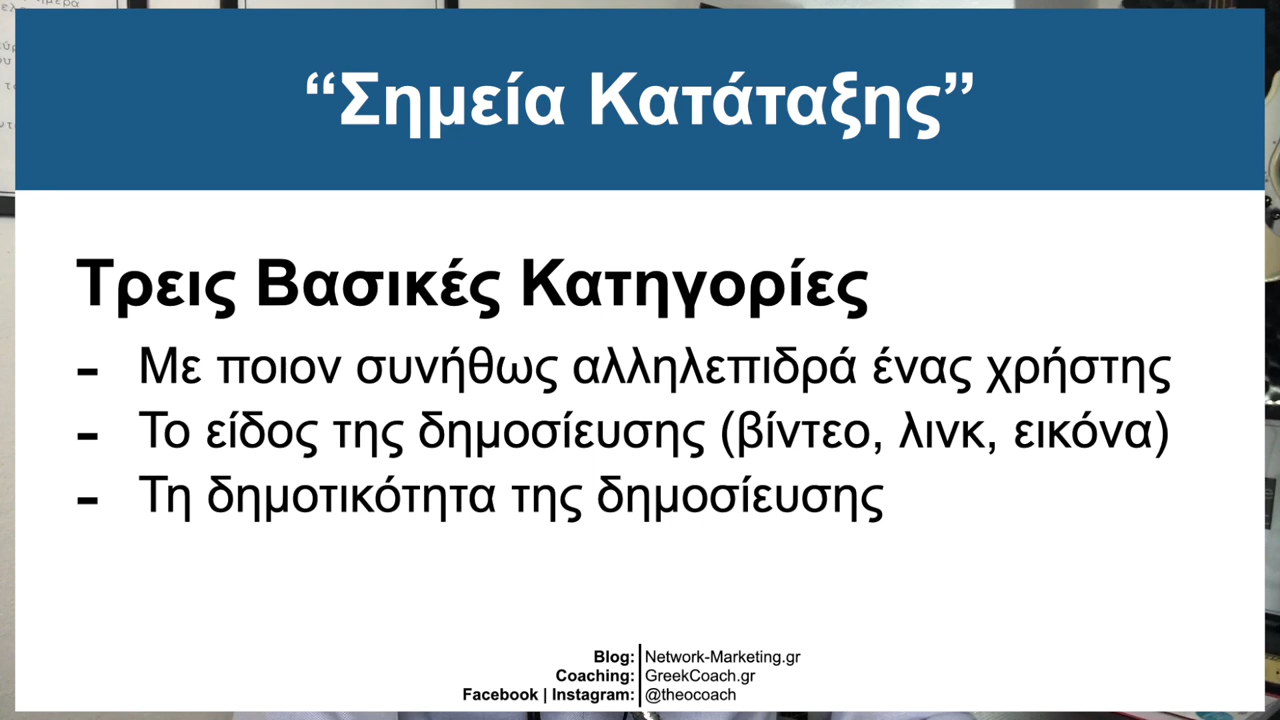 “Σημεία Κατάταξης”
Τρεις Βασικές Κατηγορίες
- Με ποιον συνήθως αλληλεπιδρά ένας χρήστης
- Το είδος της δημοσίευσης (βίντεο, λινκ, εικόνα)
- Τη δημοτικότητα της δημοσίευσης
Blog: Network-Marketing.gr
Coaching: GreekCoach.gr
Facebook | Instagram: @theocoach